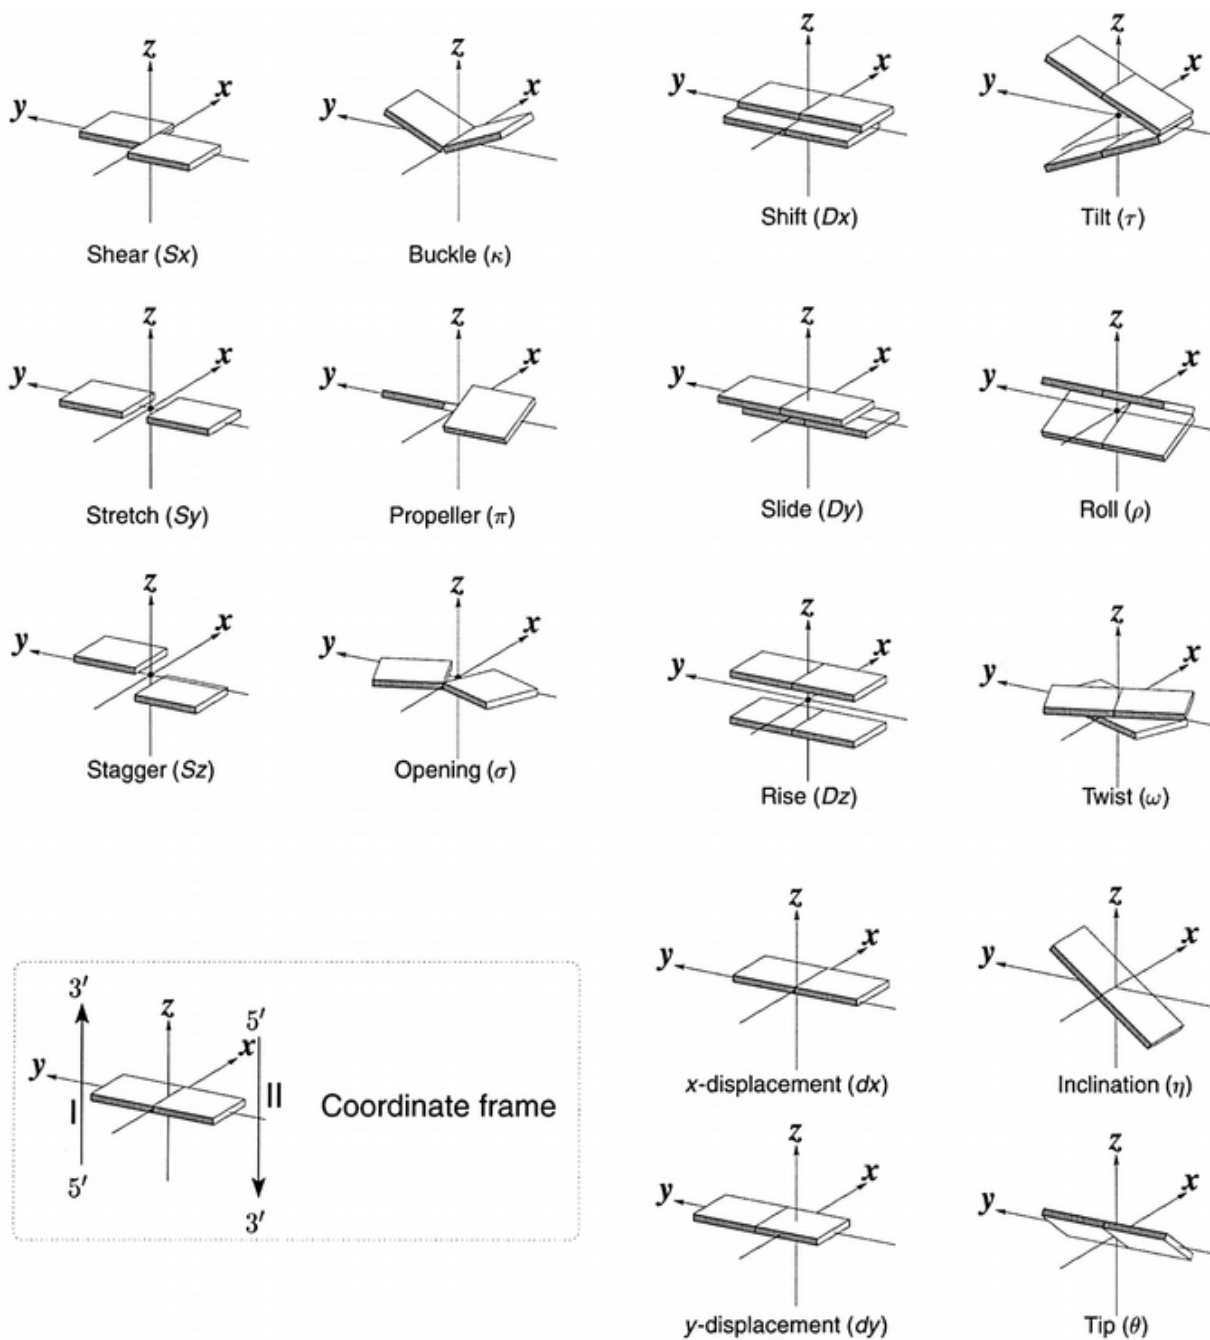 z
x
y
Shear (Sx)
z
x
y
Buckle (κ)
z
x
y
Shift (Dx)
z
x
y
Tilt (τ)
z
x
y
Stretch (Sy)
z
x
y
Propeller (π)
z
x
y
Slide (Dy)
z
x
y
Roll (ρ)
z
x
y
Stagger (Sz)
z
x
y
Opening (σ)
z
x
y
Rise (Dz)
z
x
y
Twist (ω)
z
x
y
x-displacement (dx)
z
x
y
Inclination (η)
3′
z
5′
x
y
I
II
5′
3′
Coordinate frame
z
x
y
y-displacement (dy)
z
x
y
Tip (θ)